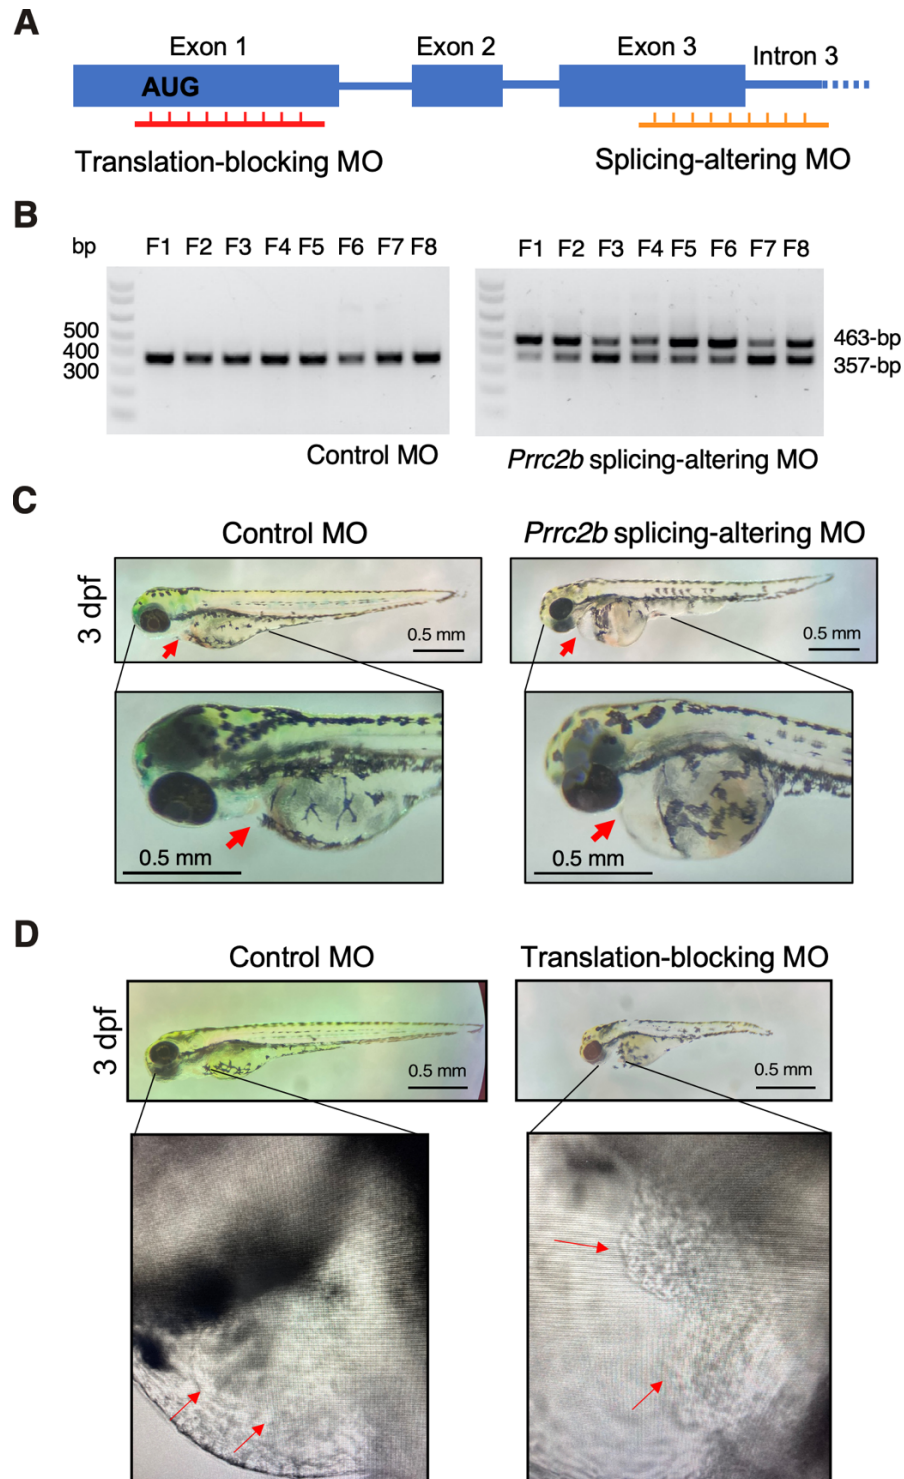 A
Exon 1
Exon 2
Exon 3
Intron 3
AUG
Translation-blocking MO
Splicing-altering MO
B
bp
F1 F2 F3 F4 F5 F6 F7 F8
F1 F2 F3 F4 F5 F6 F7 F8
500
400
300
463-bp
357-bp
Control MO
Prrc2b splicing-altering MO
C
Control MO
Prrc2b splicing-altering MO
3 dpf
0.5 mm
0.5 mm
0.5 mm
0.5 mm
D
Control MO
Translation-blocking MO
3 dpf
0.5 mm
0.5 mm